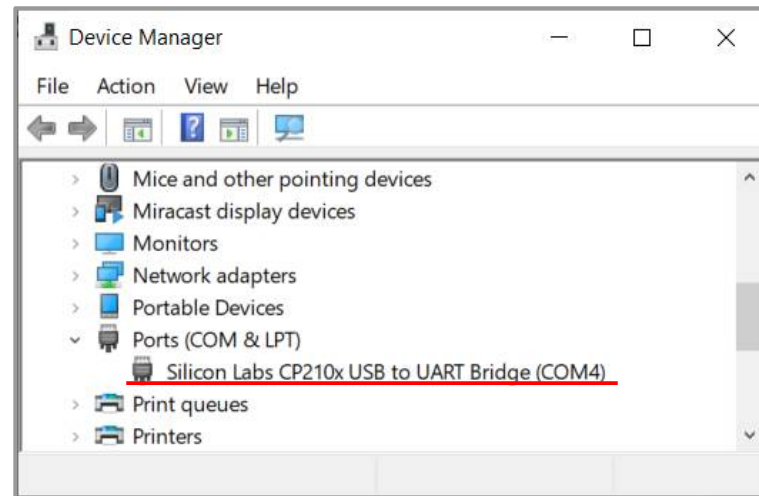 Device Manager
File Action View Help
Mice and other pointing devices
Miracast display devices
Monitors
Network adapters
Portable Devices
Ports (COM & LPT)
Silicon Labs CP210x USB to UART Bridge (COM4)
Print queues
Printers